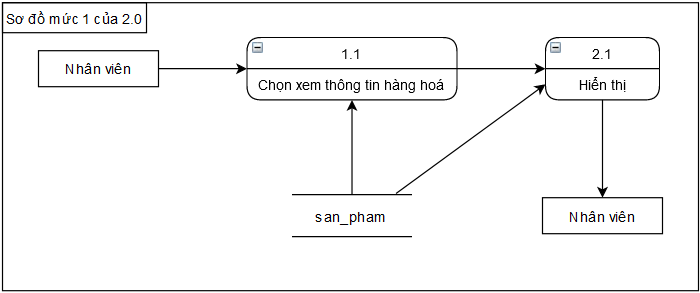 Sơ đồ mức 1 của 2.0
Nhân viên
1.1
Chọn xem thông tin hàng hoá
2.1
Hiển thị
san_pham
Nhân viên